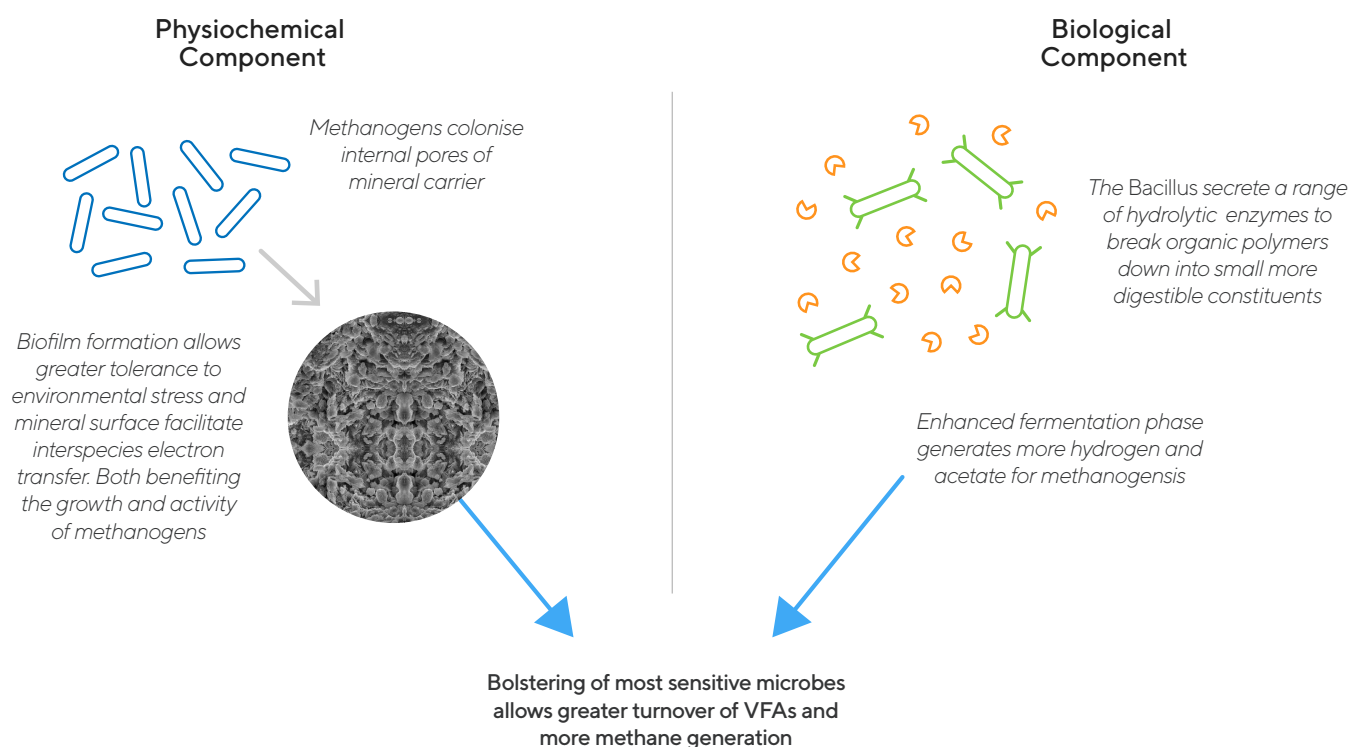 Physiochemical
Component
Methanogens colonise
internal pores of
mineral carrier
Biofilm formation allows
greater tolerance to
environmental stress and
mineral surface facilitate
interspecies electron
transfer. Both benefiting
the growth and activity
of methanogens
Biological
Component
The Bacillus secrete a range
of hydrolytic enzymes to
break organic polymers
down into small more
digestible constituents
Enhanced fermentation phase
generates more hydrogen and
acetate for methanogensis
Bolstering of most sensitive microbes
allows greater turnover of VFAs and
more methane generation